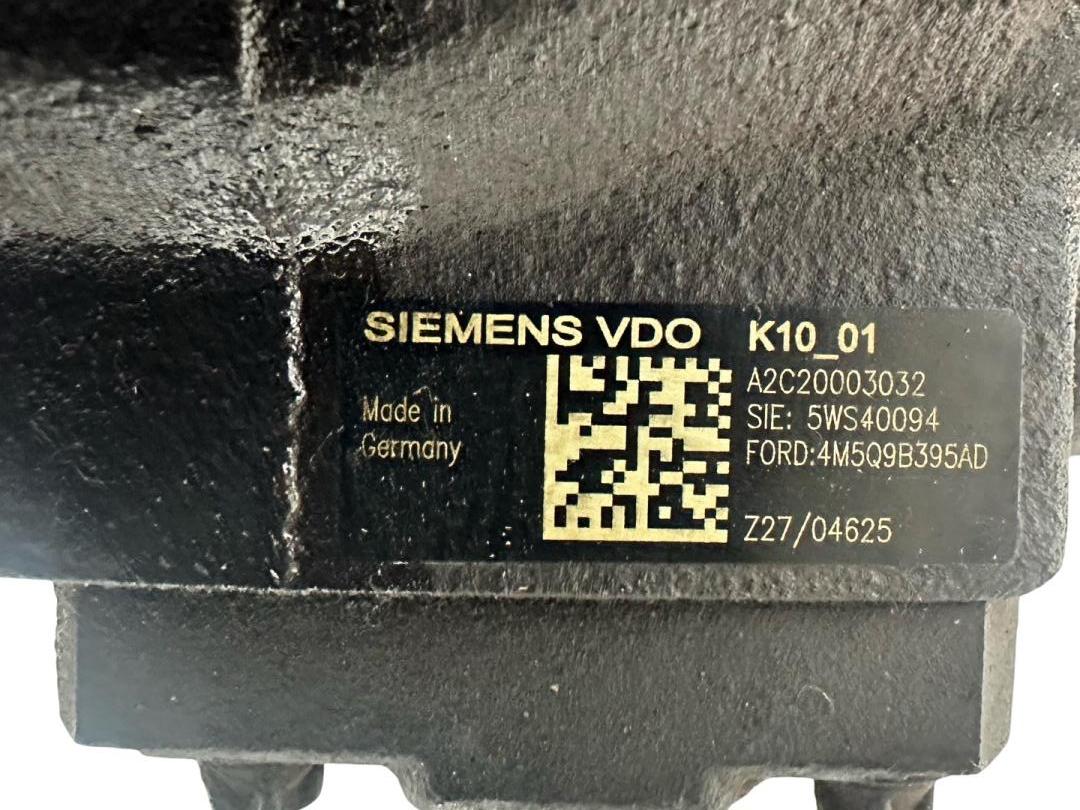 SIEMENS VDO K10_01
A2C20003032
Made in
Germany
SIE: 5WS40094
FORD:4M5Q9B395AD
Z27/04625